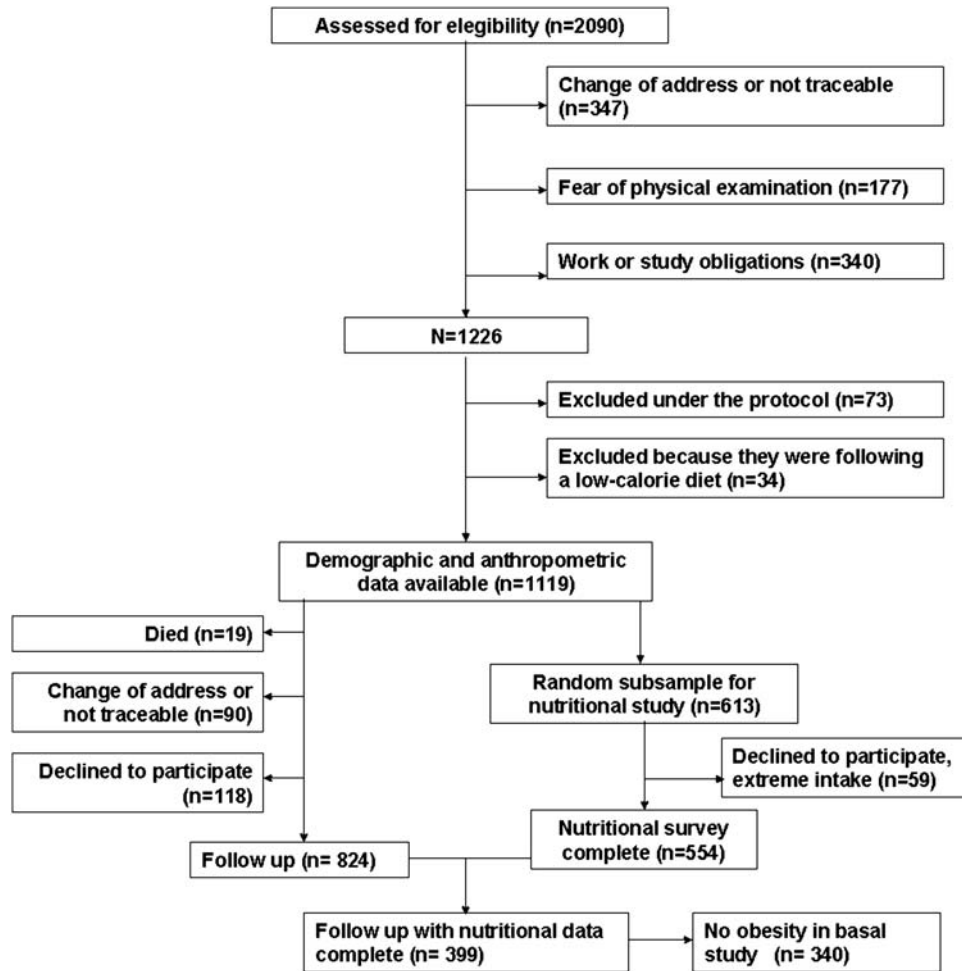 Assessed for elegibility (n=2090)
Change of address or not traceable
(n=347)
Fear of physical examination (n=177)
Work or study obligations (n=340)
N=1226
Excluded under the protocol (n=73)
Excluded because they were following
a low-calorie diet (n=34)
Demographic and anthropometric
data available (n=1119)
Died (n=19)
Change of address or
not traceable (n=90)
Declined to participate
(n=118)
Random subsample for
nutritional study (n=613)
Declined to participate,
extreme intake (n=59)
Nutritional survey
complete (n=554)
Follow up (n= 824)
Follow up with nutritional data
complete (n= 399)
No obesity in basal
study (n= 340)